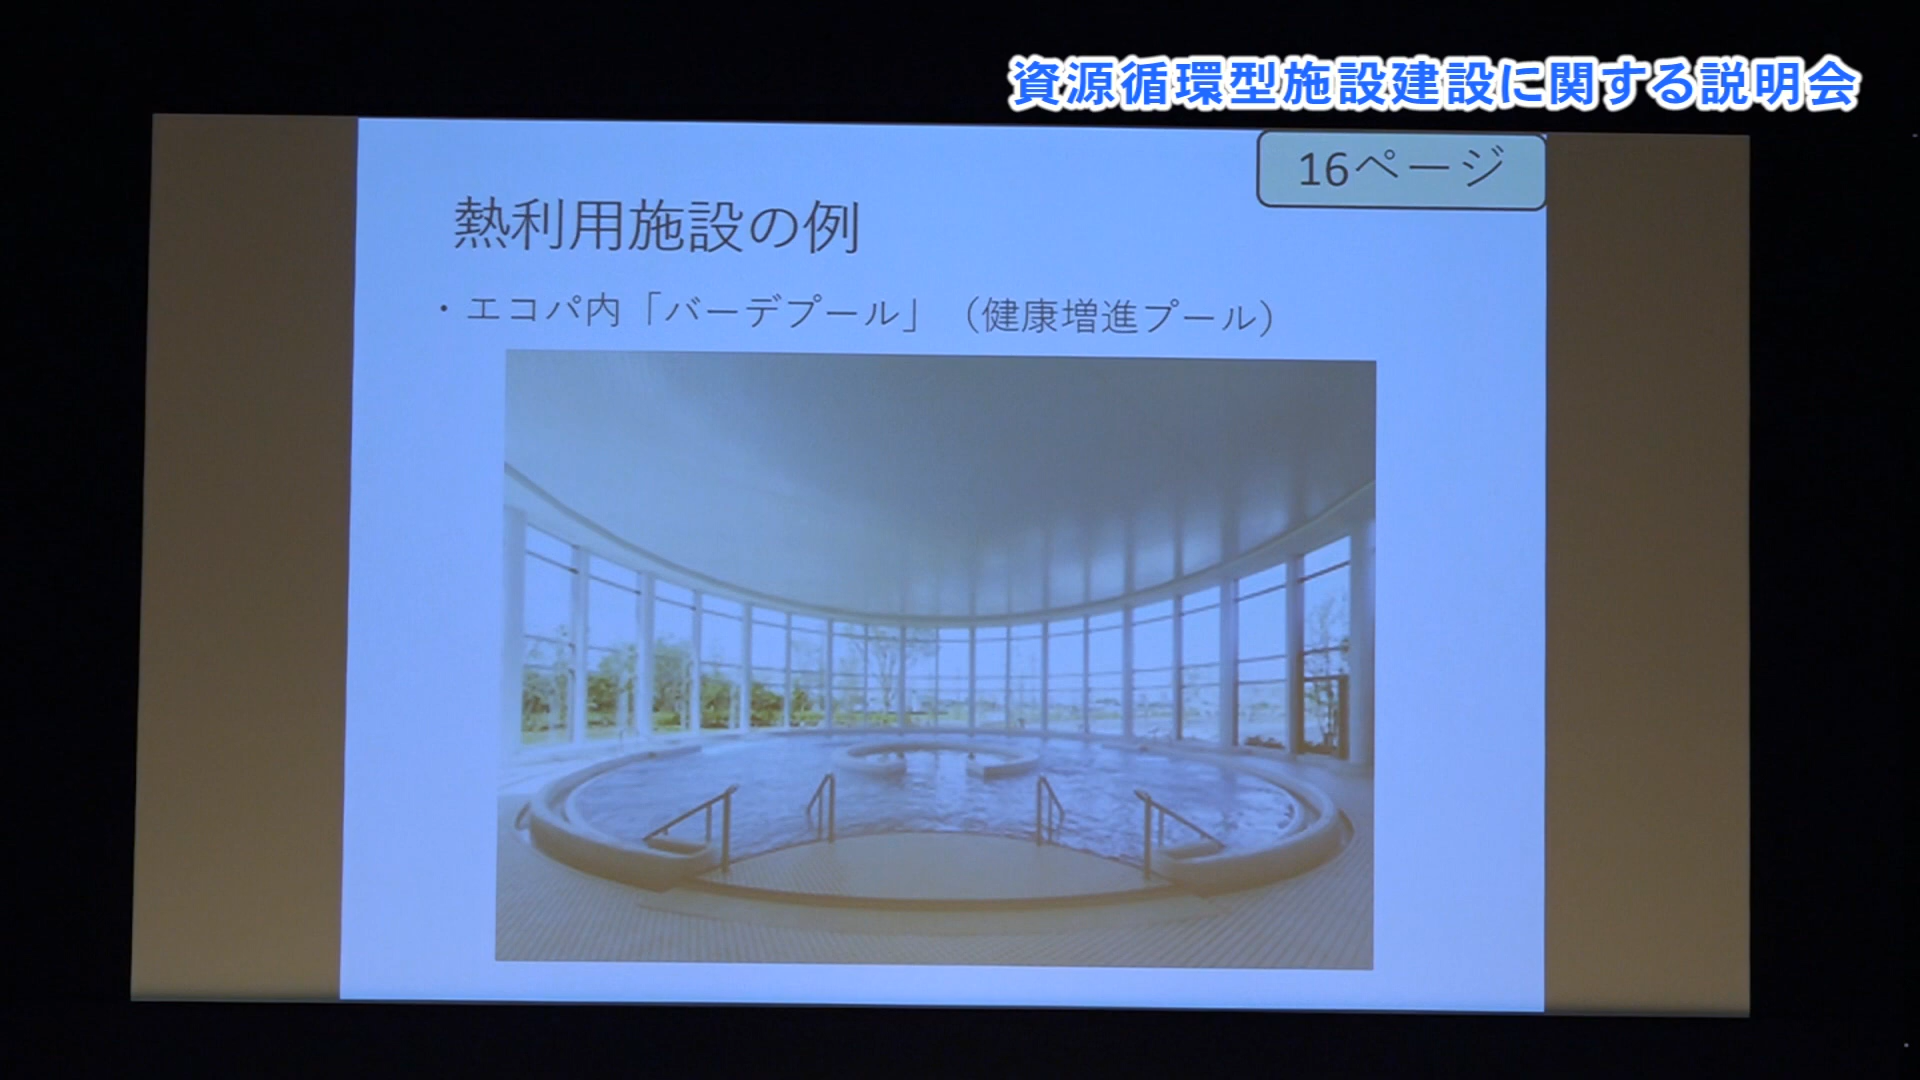 資源循環型施設建設に関する説明会
16ページ
熱利用施設の例
・エコパ内「バーデプール」（健康増進プール）